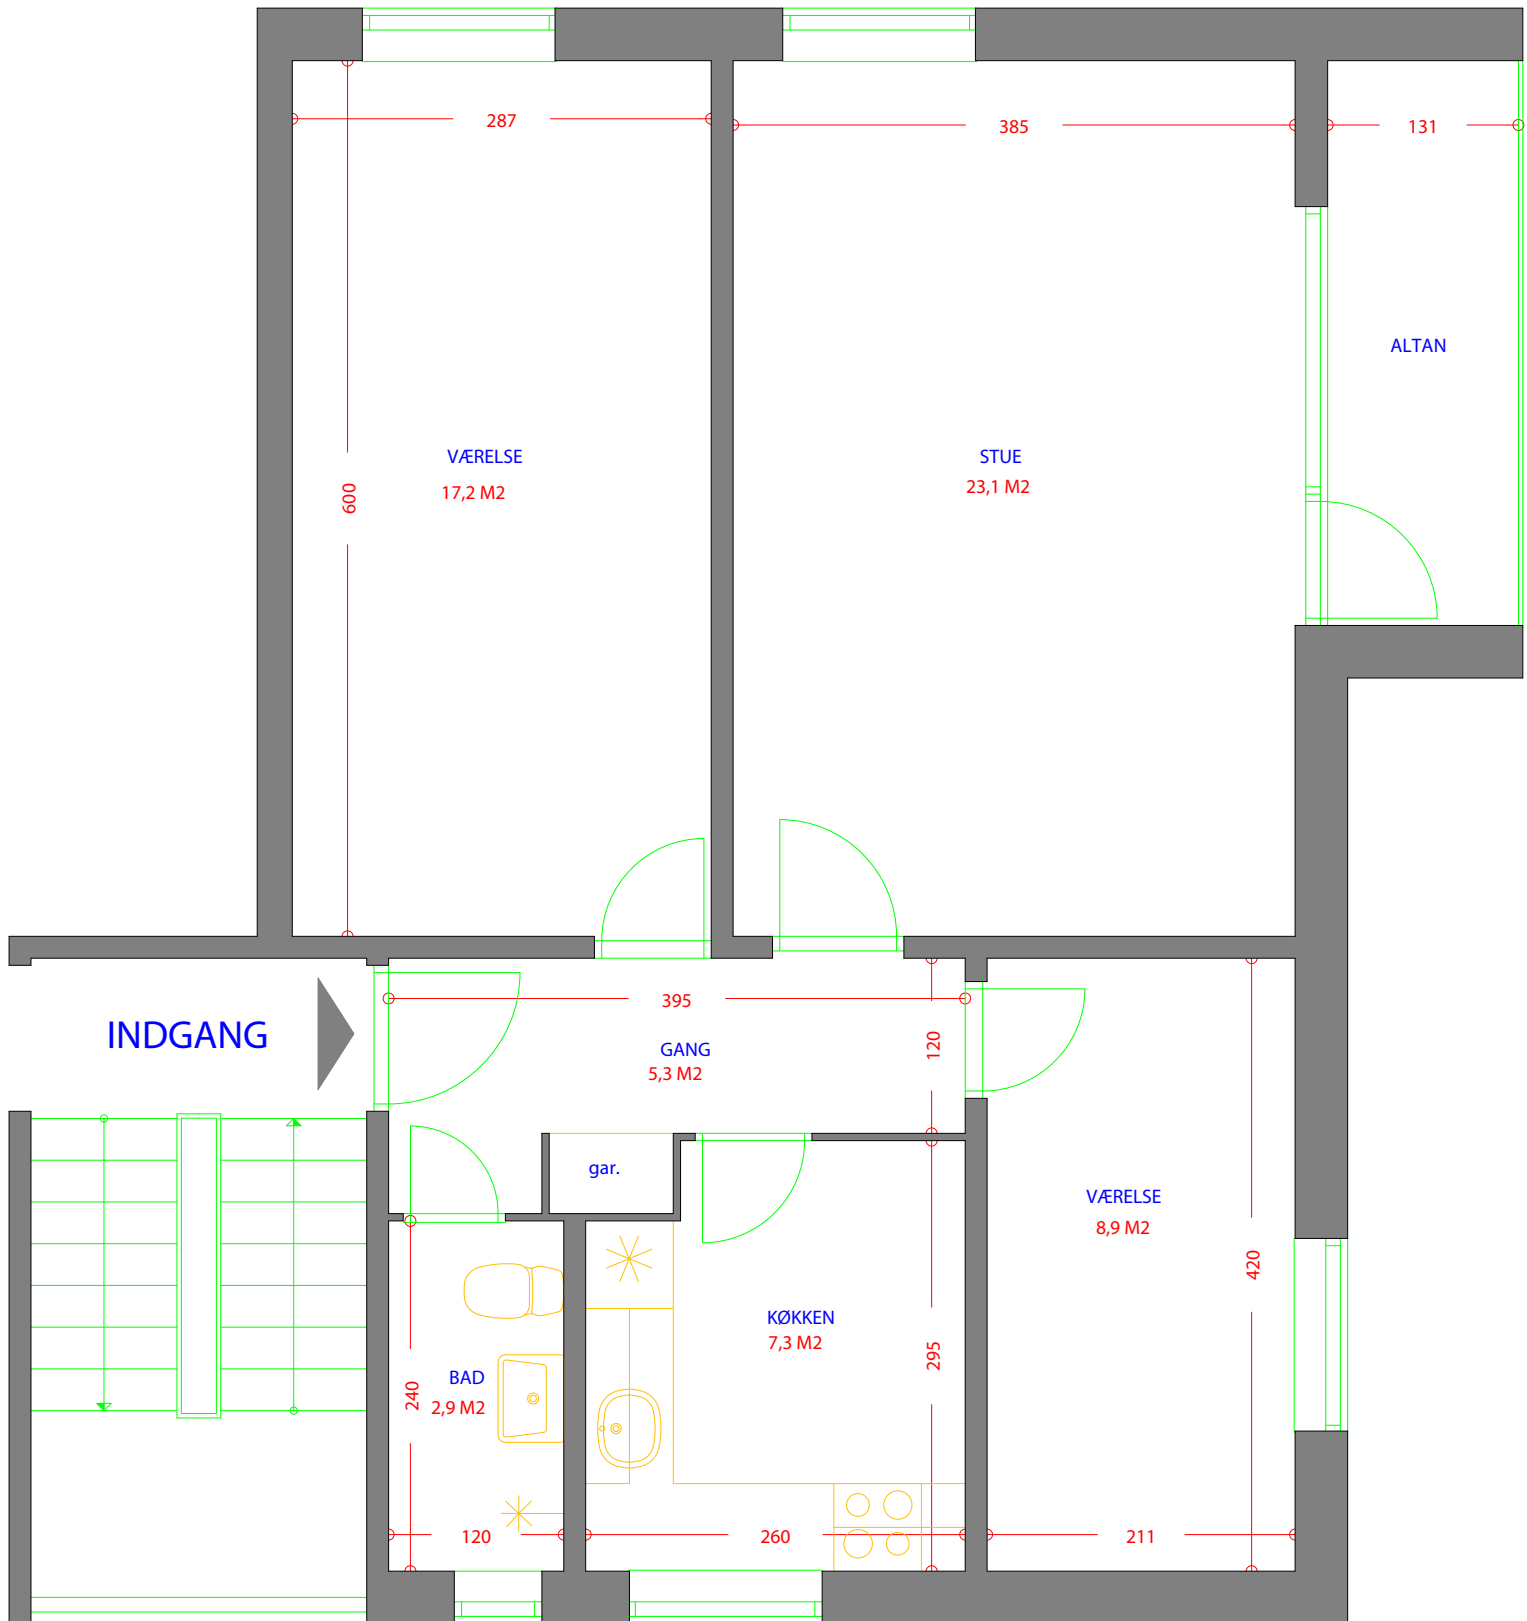 287
385
131
ALTAN
VÆRELSE
17,2 M2
STUE
23,1 M2
600
395
INDGANG
GANG
5,3 M2
120
gar.
VÆRELSE
8,9 M2
420
KØKKEN
7,3 M2
295
BAD
2,9 M2
240
120
260
211